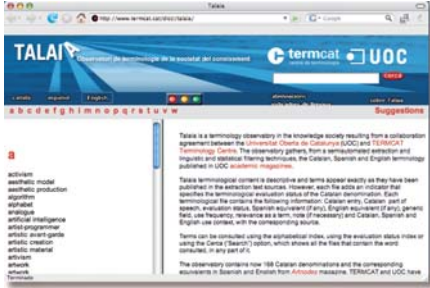 Talaia
http://www.termcat.cat/dicc/talaia/
Google
TALAIA
Observatori de terminologia de la societat del coneixement
termcat
UOC
Cerca
català español English
sobre Talaia
a b c d e f g h i m n o p q r s t u v w
Suggestions
a
activism
aesthetic model
aesthetic production
algorithm
alphabet
analogue
artificial intelligence
artist-programmer
artistic avant-garde
artistic creation
artistic material
artivism
artwork
Talaia is a terminology observatory in the knowledge society resulting from a collaboration
agreement between the Universitat Oberta de Catalunya (UOC) and TERMCAT
Terminology Centre. The observatory gathers, from a semiautomated extraction and
linguistic and statistical filtering techniques, the Catalan, Spanish and English terminology
published in UOC academic magazines.
Talaia terminological content is descriptive and terms appear exactly as they have been
published in the extraction text sources. However, each file adds an indicator that
specifies the terminological evaluation status of the Catalan denomination. Each
terminological file contains the following information: Catalan entry, Catalan part of
speech, evaluation status, Spanish equivalent (if any), English equivalent (if any), generic
field, use frequency, relevance as a term, note (if necessary) and Catalan, Spanish and
English use context, with the corresponding source.
Terms can be consulted using the alphabetical index, using the evaluation status index or
using the Cerca ("Search") option, which shows all the files that contain the word
consulted, in any part of it.
The observatory contains now 168 Catalan denominations and the corresponding
equivalents in Spanish and English from Artnodes magazine. TERMCAT and UOC have